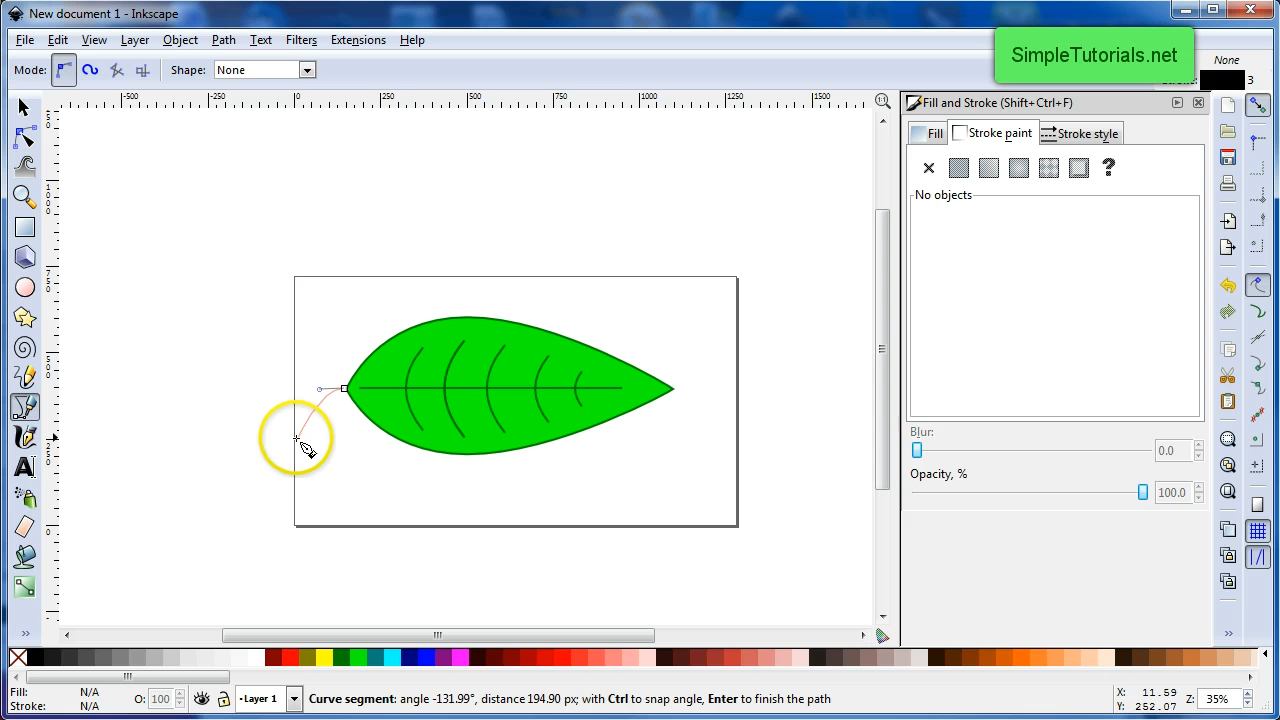 New document 1 - Inkscape
File Edit View Layer Object Path Text Filters Extensions Help
SimpleTutorials.net
Mode: Shape: None
None
3
-500 -250 0 250 500 750 1000 1250 1500
Fill and Stroke (Shift+Ctrl+F)
Fill Stroke paint Stroke style
No objects
Blur:
0.0
Opacity, %
100.0
Fill: N/A
Stroke: N/A
O: 100
Layer 1
Curve segment: angle -131.99°, distance 194.90 px; with Ctrl to snap angle, Enter to finish the path
X: 11.59
Y: 252.07
Z: 35%